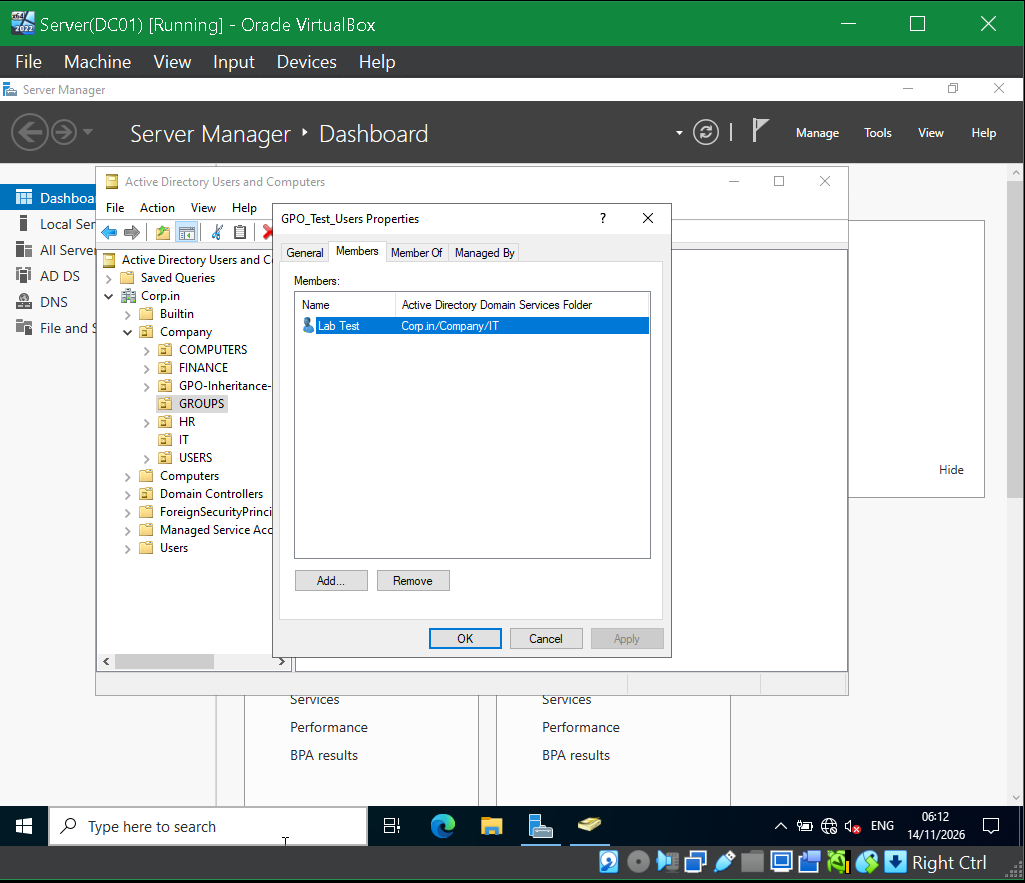 Server(DC01) [Running] - Oracle VirtualBox
File Machine View Input Devices Help
Server Manager
Server Manager Dashboard
Manage Tools View Help
Active Directory Users and Computers
File Action View Help
Dashboa
Local Ser
All Server
AD DS
DNS
File and S
Active Directory Users and C
Saved Queries
Corp.in
Builtin
Company
COMPUTERS
FINANCE
GPO-Inheritance-
GROUPS
HR
IT
USERS
Computers
Domain Controllers
ForeignSecurityPrinci
Managed Service Acc
Users
GPO_Test_Users Properties
?
General Members Member Of Managed By
Members:
Name Active Directory Domain Services Folder
Lab Test Corp.in/Company/IT
Add... Remove
OK Cancel Apply
Hide
Services
Performance
BPA results
Services
Performance
BPA results
Type here to search
ENG
06:12
14/11/2026
Right Ctrl